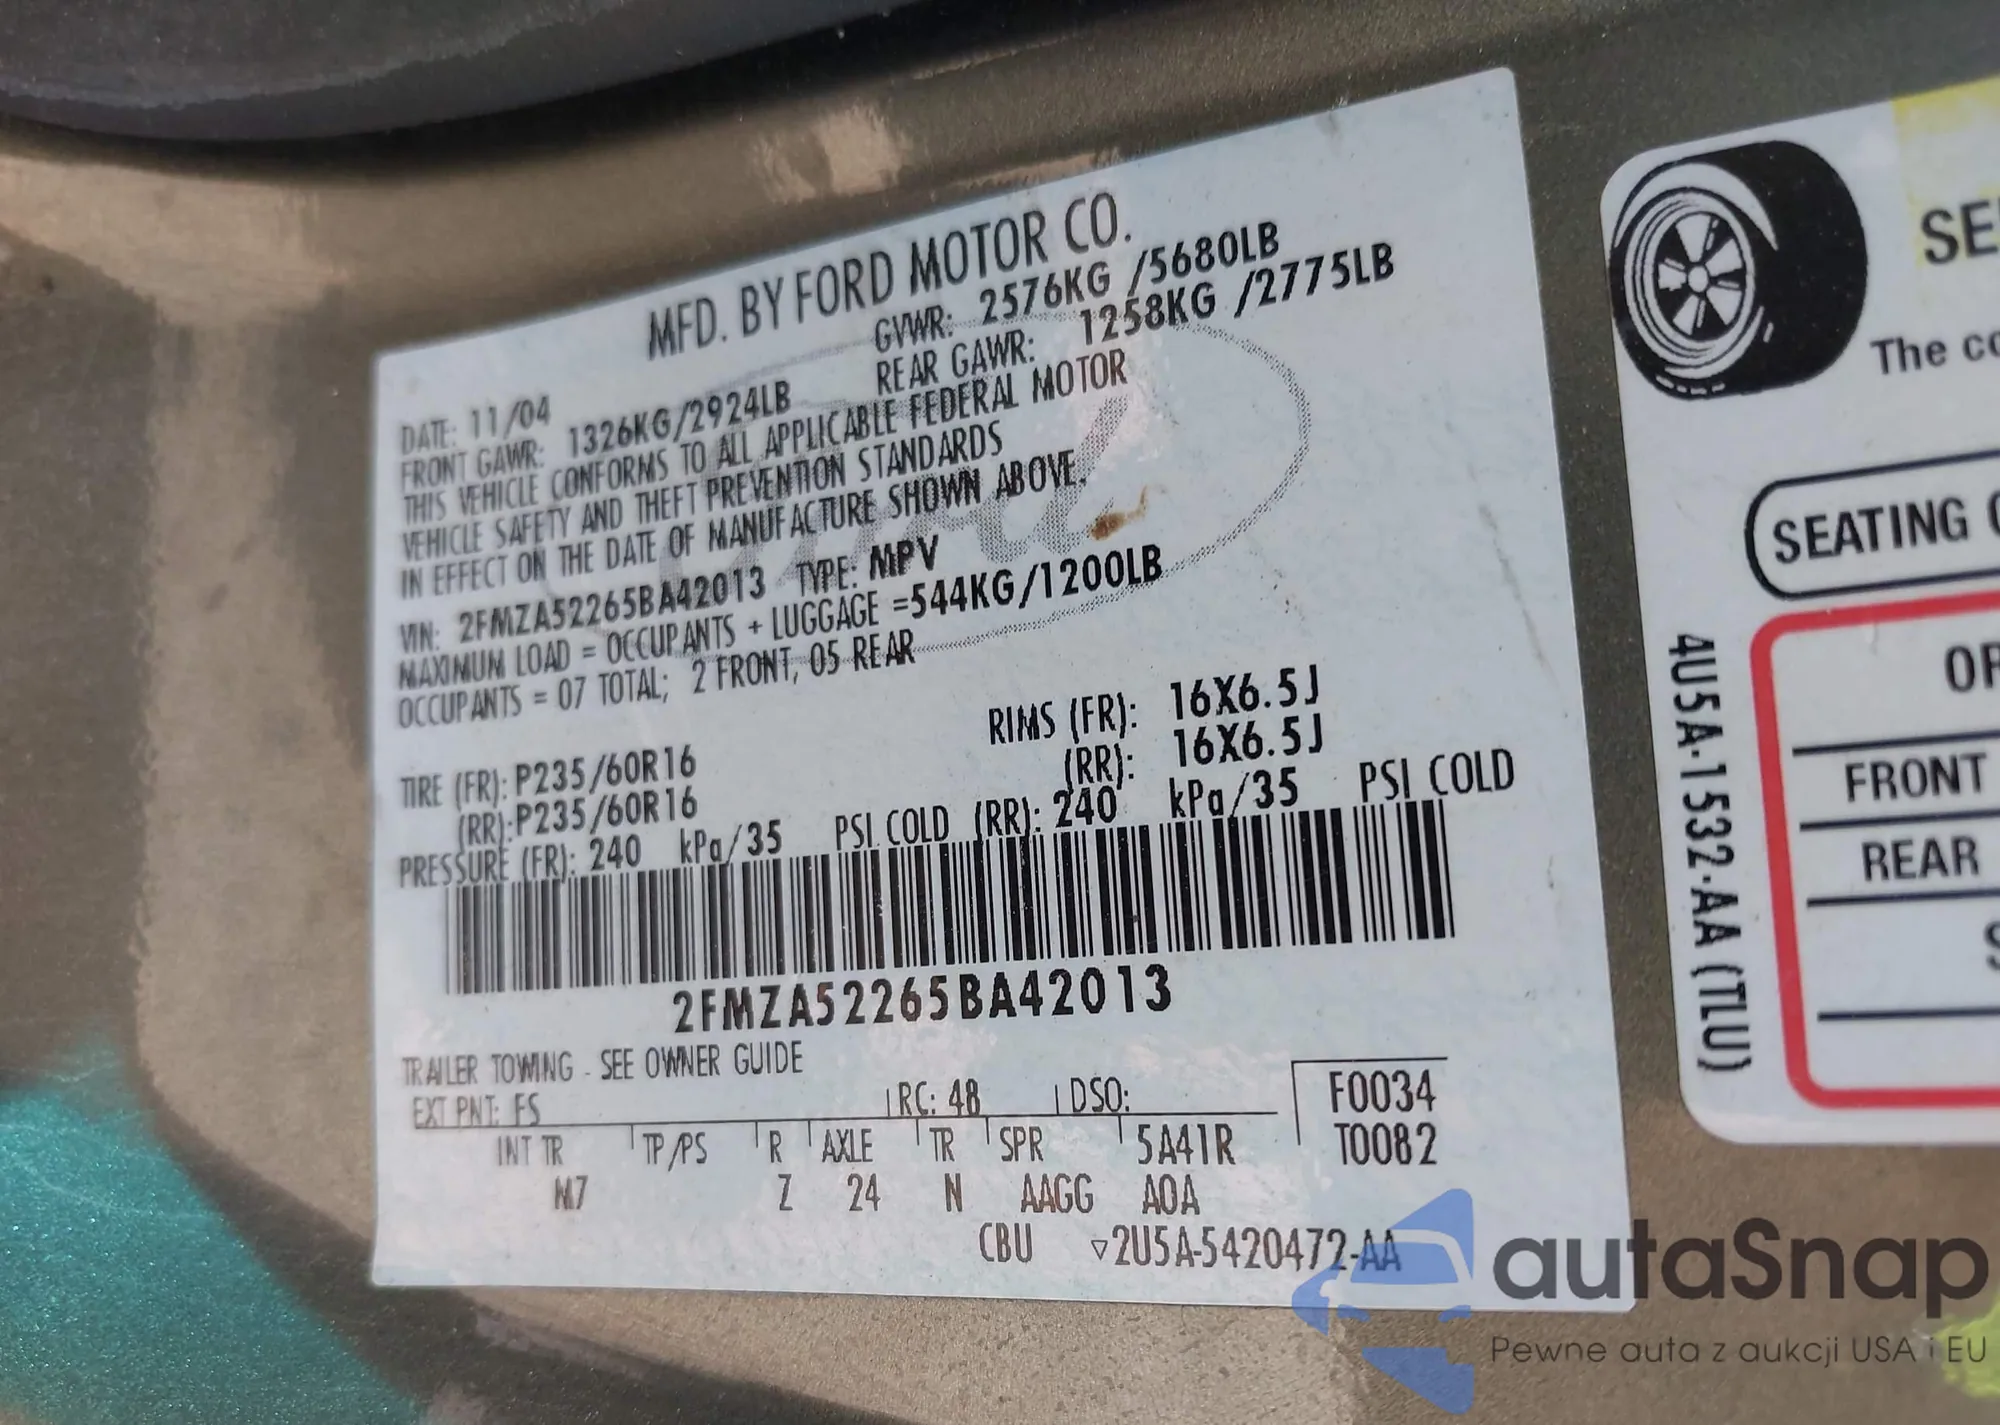 MFD. BY FORD MOTOR CO.
DATE: 11/04 GVWR: 2576KG /5680LB
FRONT GAWR: 1326KG/2924LB REAR GAWR: 1258KG /2775LB
THIS VEHICLE CONFORMS TO ALL APPLICABLE FEDERAL MOTOR
VEHICLE SAFETY AND THEFT PREVENTION STANDARDS
IN EFFECT ON THE DATE OF MANUFACTURE SHOWN ABOVE.
VIN: 2FMZA52265BA42013 TYPE: MPV
MAXIMUM LOAD = OCCUPANTS + LUGGAGE =544KG/1200LB
OCCUPANTS = 07 TOTAL; 2 FRONT, 05 REAR
TIRE (FR): P235/60R16 RIMS (FR): 16X6.5J
(RR): P235/60R16 (RR): 16X6.5J
PRESSURE (FR): 240 kPa/35 PSI COLD (RR): 240 kPa/35 PSI COLD
2FMZA52265BA42013
TRAILER TOWING - SEE OWNER GUIDE
EXT PNT: FS RC: 48 DSO: F0034
INT TR TP/PS R AXLE TR SPR 5A41R T0082
M7 Z 24 N AAGG A0A
CBU ▽2U5A-5420472-AA
The
SEATING
FRONT
REAR
4U5A-1532-AA (TLU)
autaSnap
Pewne auta z aukcji USA i EU